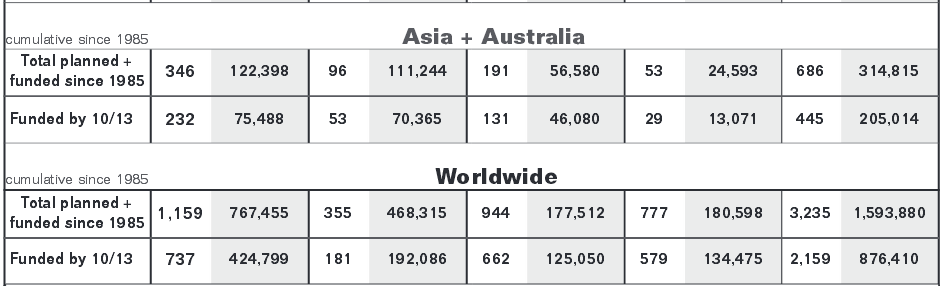 Asia + Australia
cumulative since 1985
Total planned +
funded since 1985 346 122,398 96 111,244 191 56,580 53 24,593 686 314,815
Funded by 10/13 232 75,488 53 70,365 131 46,080 29 13,071 445 205,014
Worldwide
cumulative since 1985
Total planned +
funded since 1985 1,159 767,455 355 468,315 944 177,512 777 180,598 3,235 1,593,880
Funded by 10/13 737 424,799 181 192,086 662 125,050 579 134,475 2,159 876,410